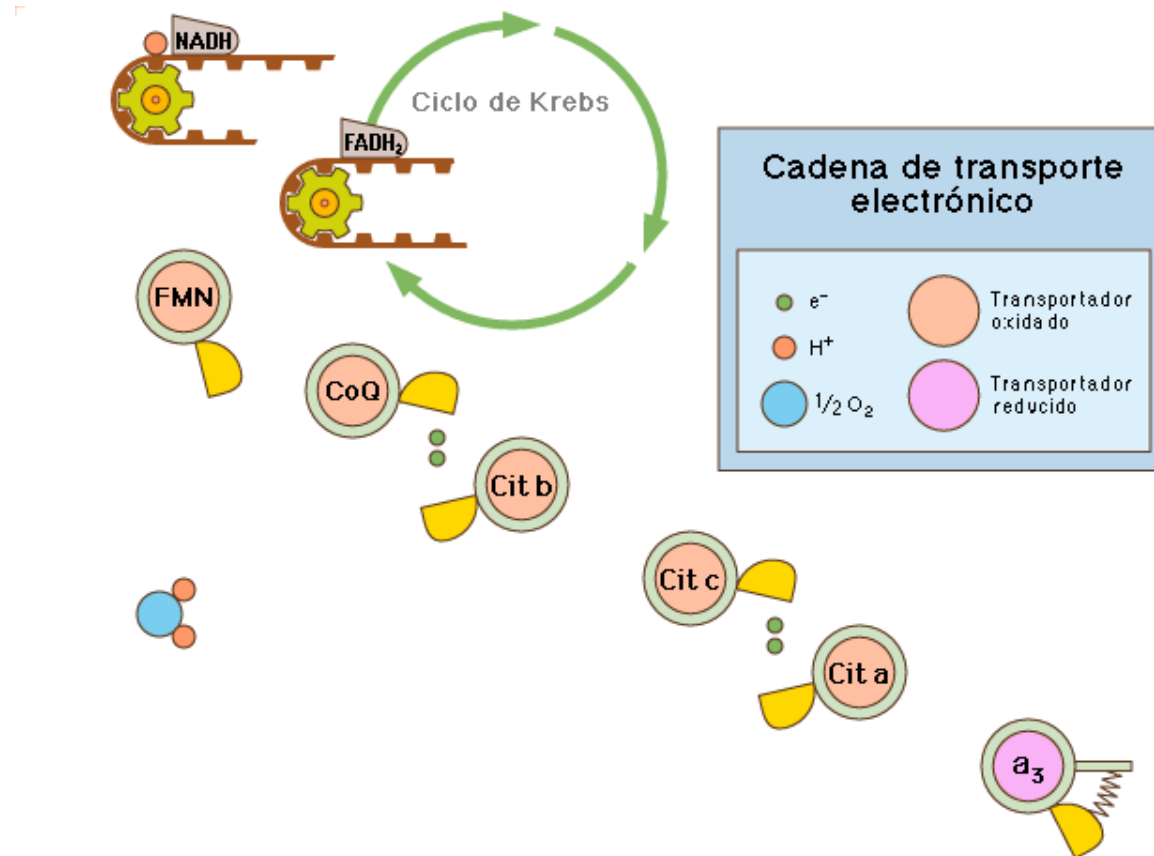 NADH
Ciclo de Krebs
FADH₂
Cadena de transporte
electrónico
FMN
e⁻
Transportador
oxidado
H⁺
CoQ
Transportador
reducido
1/2 O₂
Cit b
Cit c
Cit a
a₃